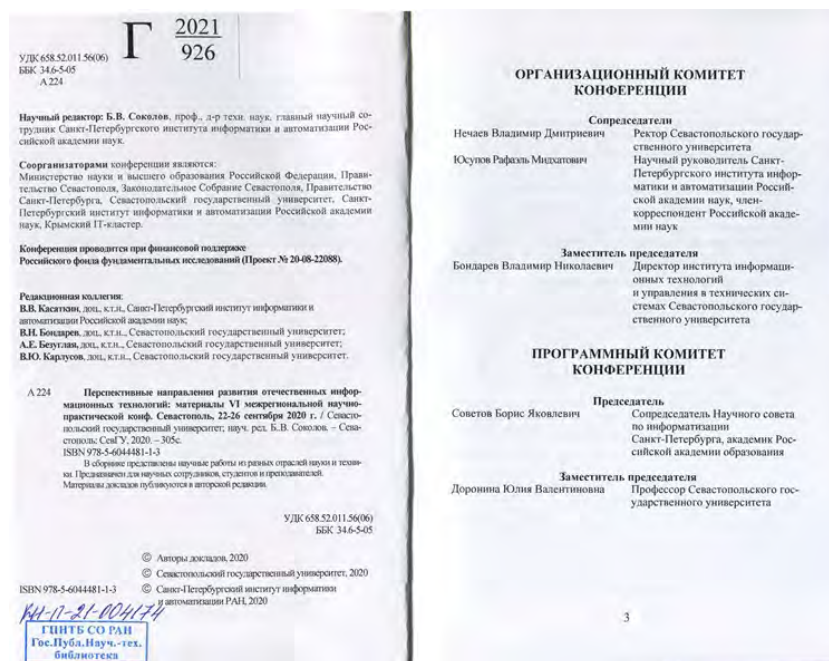 Г 2021
926
УДК 658.52.011.56(06)
ББК 34.6-5-05
А 224
Научный редактор: Б.В. Соколов, проф., д-р техн. наук, главный научный со-
трудник Санкт-Петербургского института информатики и автоматизации Рос-
сийской академии наук.
Соорганизаторами конференции являются:
Министерство науки и высшего образования Российской Федерации, Прави-
тельство Севастополя, Законодательное Собрание Севастополя, Правительство
Санкт-Петербурга, Севастопольский государственный университет, Санкт-
Петербургский институт информатики и автоматизации Российской академии
наук, Крымский IT-кластер.
Конференция проводится при финансовой поддержке
Российского фонда фундаментальных исследований (Проект № 20-08-22088).
Редакционная коллегия:
В.В. Касаткин, доц., к.т.н., Санкт-Петербургский институт информатики и
автоматизации Российской академии наук;
В.Н. Бондарев, доц., к.т.н., Севастопольский государственный университет;
А.Е. Безуглая, доц., к.т.н., Севастопольский государственный университет;
В.Ю. Карлусов, доц., к.т.н., Севастопольский государственный университет.
А 224 Перспективные направления развития отечественных инфор-
мационных технологий: материалы VI межрегиональной научно-
практической конф. Севастополь, 22-26 сентября 2020 г. / Севасто-
польский государственный университет; науч. ред. Б.В. Соколов. – Сева-
стополь: СевГУ, 2020. – 305с.
ISBN 978-5-6044481-1-3
В сборнике представлены научные работы из разных отраслей науки и техни-
ки. Предназначен для научных сотрудников, студентов и преподавателей.
Материалы докладов публикуются в авторской редакции.
УДК 658.52.011.56(06)
ББК 34.6-5-05
© Авторы докладов, 2020
© Севастопольский государственный университет, 2020
ISBN 978-5-6044481-1-3 © Санкт-Петербургский институт информатики
и автоматизации РАН, 2020
КН-П-21-004174
ГПНТБ СО РАН
Гос.Публ.Науч.-тех.
библиотека
ОРГАНИЗАЦИОННЫЙ КОМИТЕТ
КОНФЕРЕНЦИИ
Сопредседатели
Нечаев Владимир Дмитриевич Ректор Севастопольского государ-
ственного университета
Юсупов Рафаэль Мидхатович Научный руководитель Санкт-
Петербургского института инфор-
матики и автоматизации Россий-
ской академии наук, член-
корреспондент Российской акаде-
мии наук
Заместитель председателя
Бондарев Владимир Николаевич Директор института информаци-
онных технологий
и управления в технических си-
стемах Севастопольского государ-
ственного университета
ПРОГРАММНЫЙ КОМИТЕТ
КОНФЕРЕНЦИИ
Председатель
Советов Борис Яковлевич Сопредседатель Научного совета
по информатизации
Санкт-Петербурга, академик Рос-
сийской академии образования
Заместитель председателя
Доронина Юлия Валентиновна Профессор Севастопольского гос-
ударственного университета
3